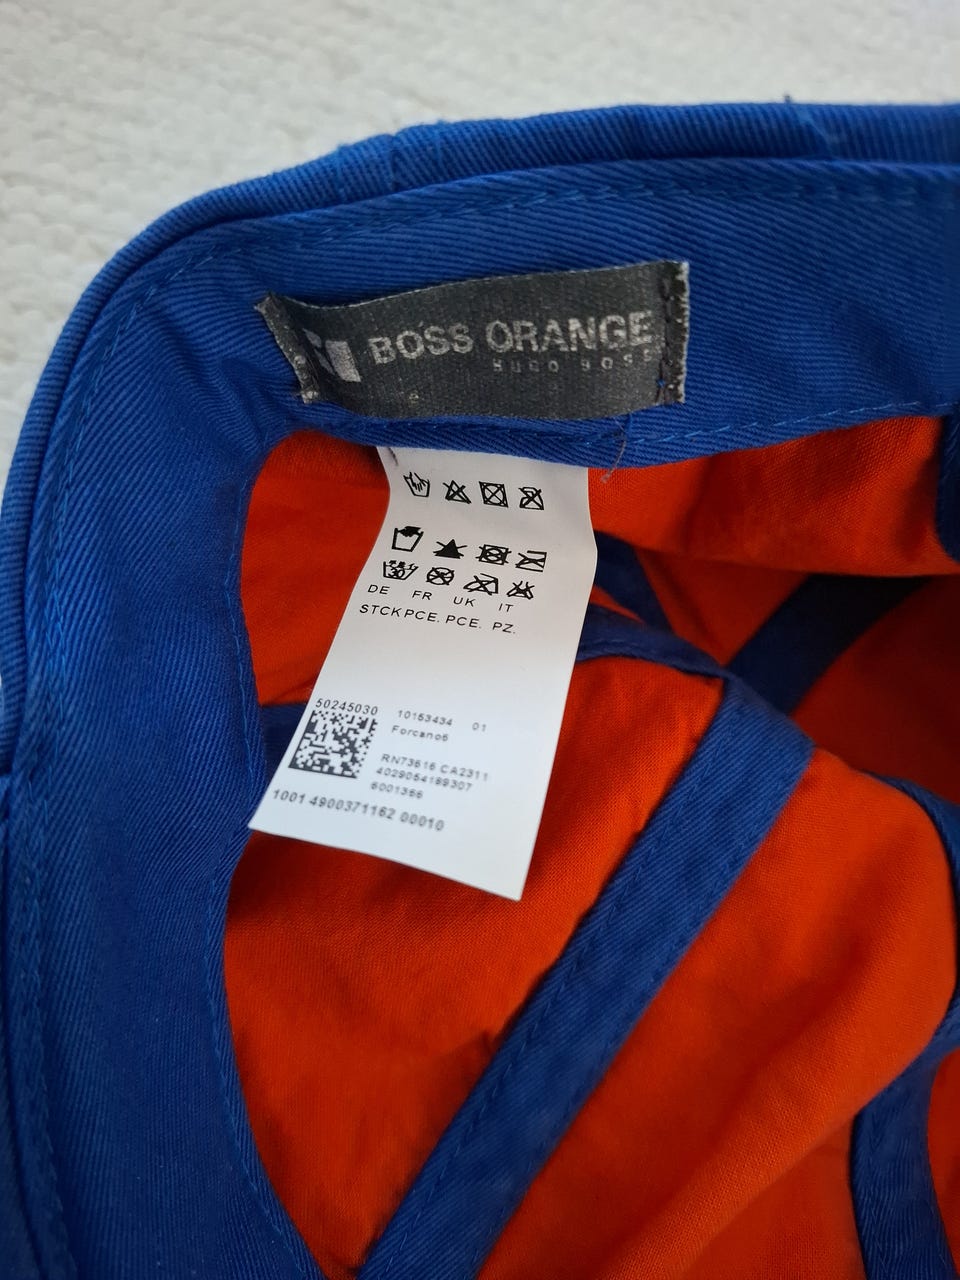 BOSS ORANGE
HUGO BOSS
30
DE FR UK IT
STCK PCE. PCE. PZ.
50245030
10153434 01
Forcano6
RN73616 CA2311
4029054189307
6001366
1001 4900371162 00010